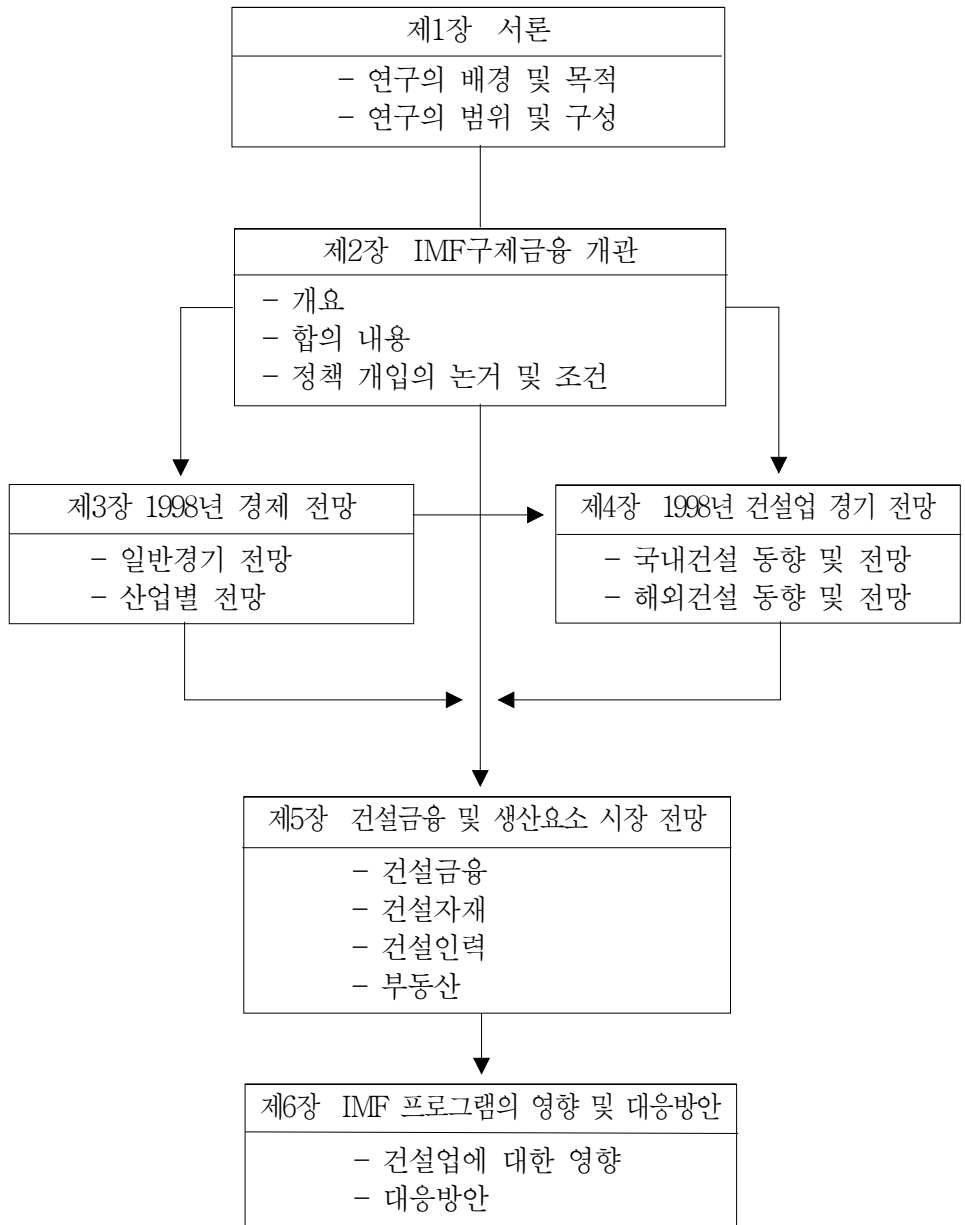 제1장 서론
- 연구의 배경 및 목적
- 연구의 범위 및 구성
제2장 IMF구제금융 개관
- 개요
- 합의 내용
- 정책 개입의 논거 및 조건
제3장 1998년 경제 전망
- 일반경기 전망
- 산업별 전망
제4장 1998년 건설업 경기 전망
- 국내건설 동향 및 전망
- 해외건설 동향 및 전망
제5장 건설금융 및 생산요소 시장 전망
- 건설금융
- 건설자재
- 건설인력
- 부동산
제6장 IMF 프로그램의 영향 및 대응방안
- 건설업에 대한 영향
- 대응방안